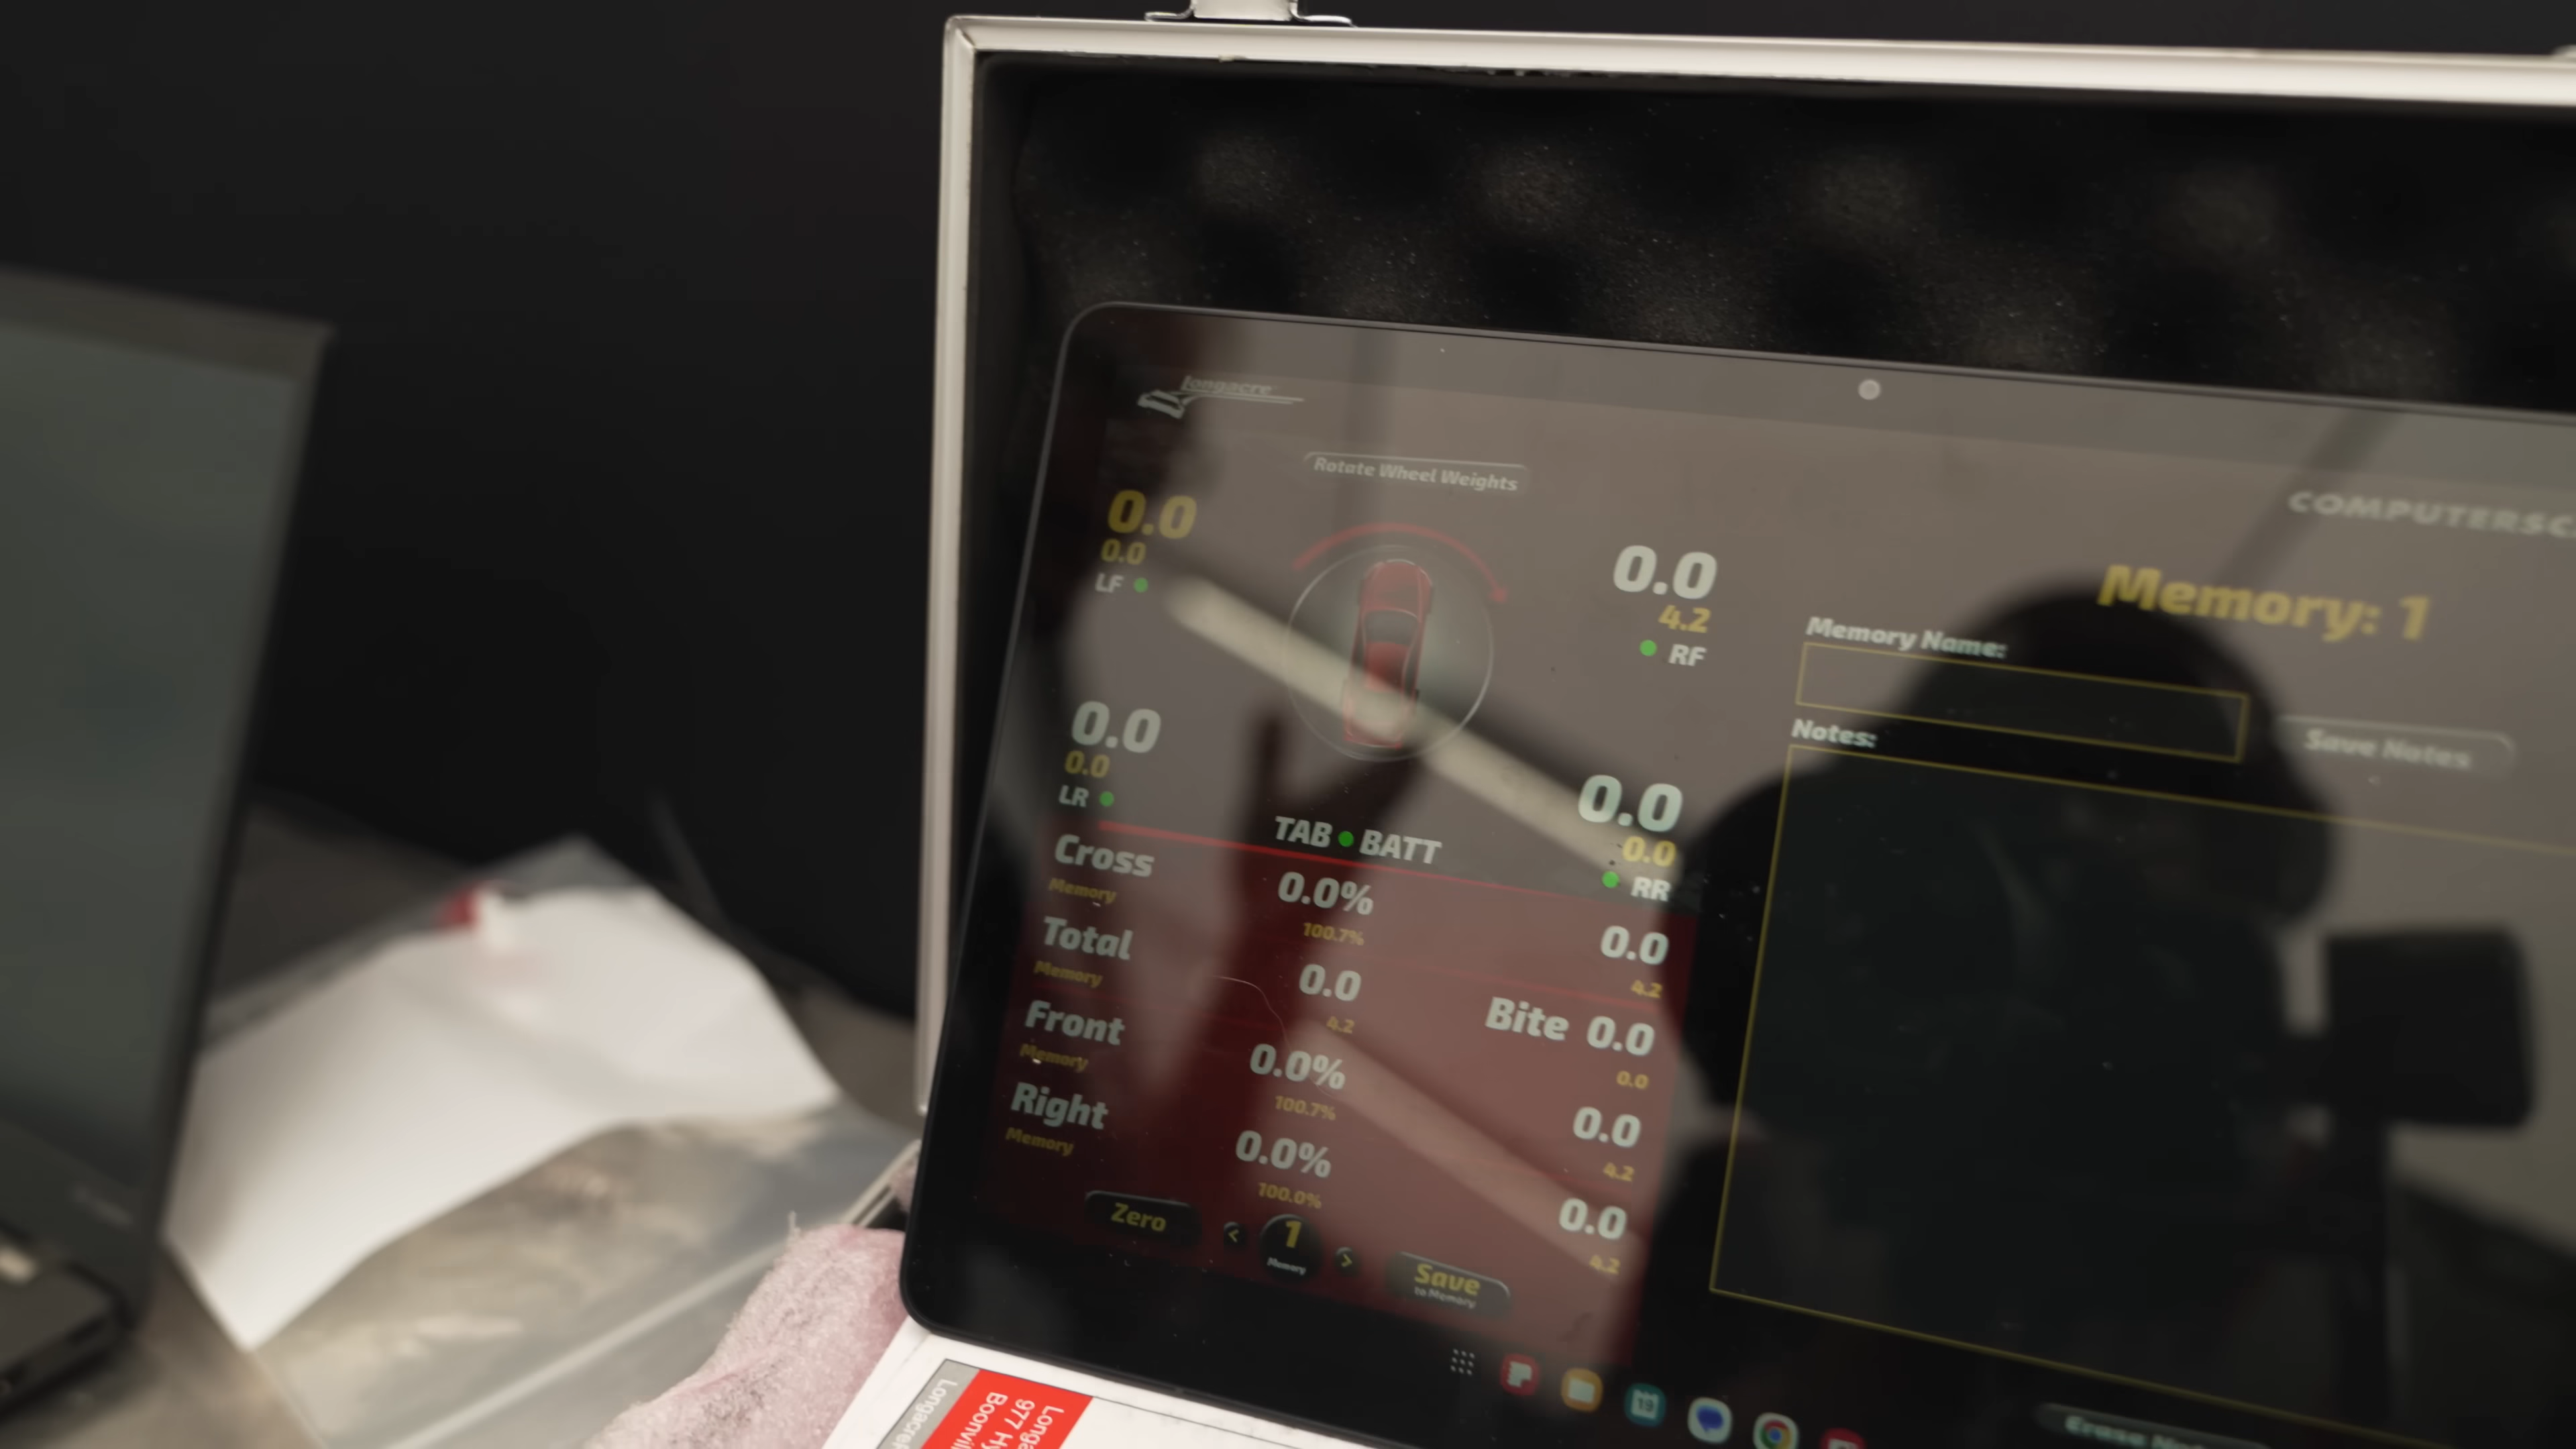 Longacre
Rotate Wheel Weights
COMPUTERSC
0.0
0.0
LF
0.0
4.2
RF
0.0
0.0
LR
0.0
0.0
RR
TAB BATT
Cross 0.0% 0.0
Memory 100.7% 4.2
Total 0.0 Bite 0.0
Memory 4.2 0.0
Front 0.0% 0.0
Memory 100.7% 4.2
Right 0.0% 0.0
Memory 100.0% 4.2
Zero < 1 > Save
Memory to Memory
Memory: 1
Memory Name:
Save Notes
Notes:
19
Longa
977 Hy
Boonvil